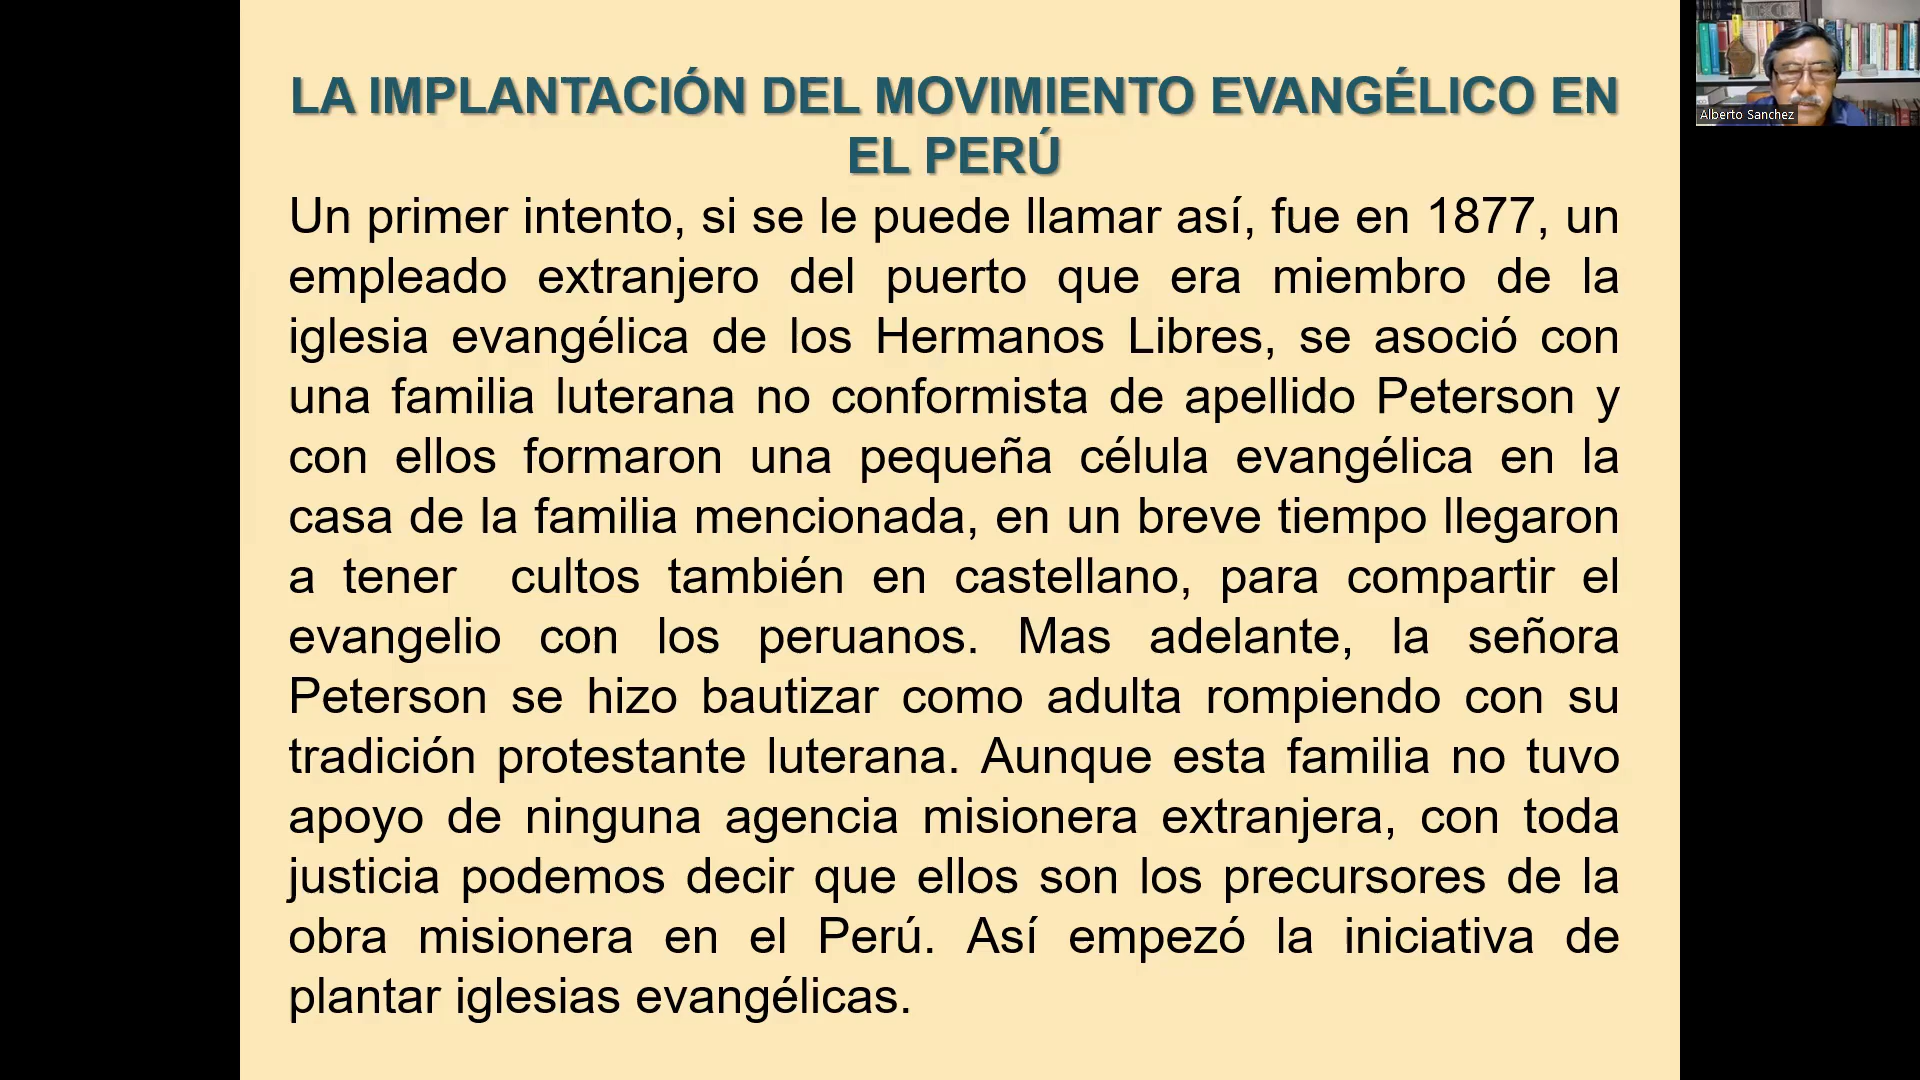 LA IMPLANTACIÓN DEL MOVIMIENTO EVANGÉLICO EN
EL PERÚ
Un primer intento, si se le puede llamar así, fue en 1877, un
empleado extranjero del puerto que era miembro de la
iglesia evangélica de los Hermanos Libres, se asoció con
una familia luterana no conformista de apellido Peterson y
con ellos formaron una pequeña célula evangélica en la
casa de la familia mencionada, en un breve tiempo llegaron
a tener  cultos también en castellano, para compartir el
evangelio con los peruanos. Mas adelante, la señora
Peterson se hizo bautizar como adulta rompiendo con su
tradición protestante luterana. Aunque esta familia no tuvo
apoyo de ninguna agencia misionera extranjera, con toda
justicia podemos decir que ellos son los precursores de la
obra misionera en el Perú. Así empezó la iniciativa de
plantar iglesias evangélicas.
Alberto Sanchez